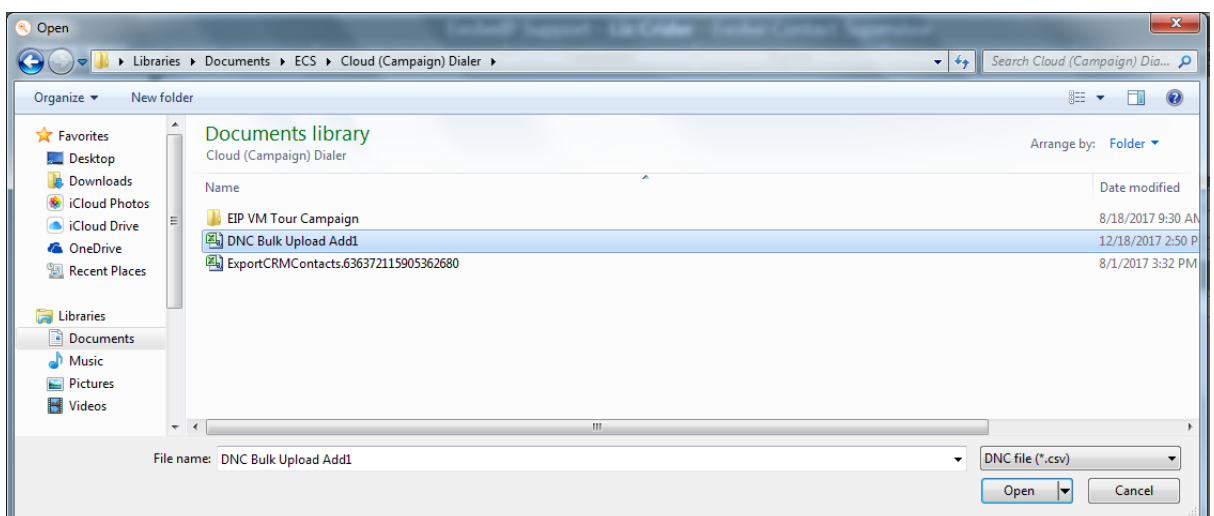 Open
Libraries ▸ Documents ▸ ECS ▸ Cloud (Campaign) Dialer ▸
Search Cloud (Campaign) Dia...
Organize New folder
Favorites
Desktop
Downloads
iCloud Photos
iCloud Drive
OneDrive
Recent Places
Libraries
Documents
Music
Pictures
Videos
Documents library
Cloud (Campaign) Dialer
Arrange by: Folder
Name Date modified
EIP VM Tour Campaign 8/18/2017 9:30 AM
DNC Bulk Upload Add1 12/18/2017 2:50 P
ExportCRMContacts.636372115905362680 8/1/2017 3:32 PM
File name: DNC Bulk Upload Add1 DNC file (*.csv)
Open Cancel